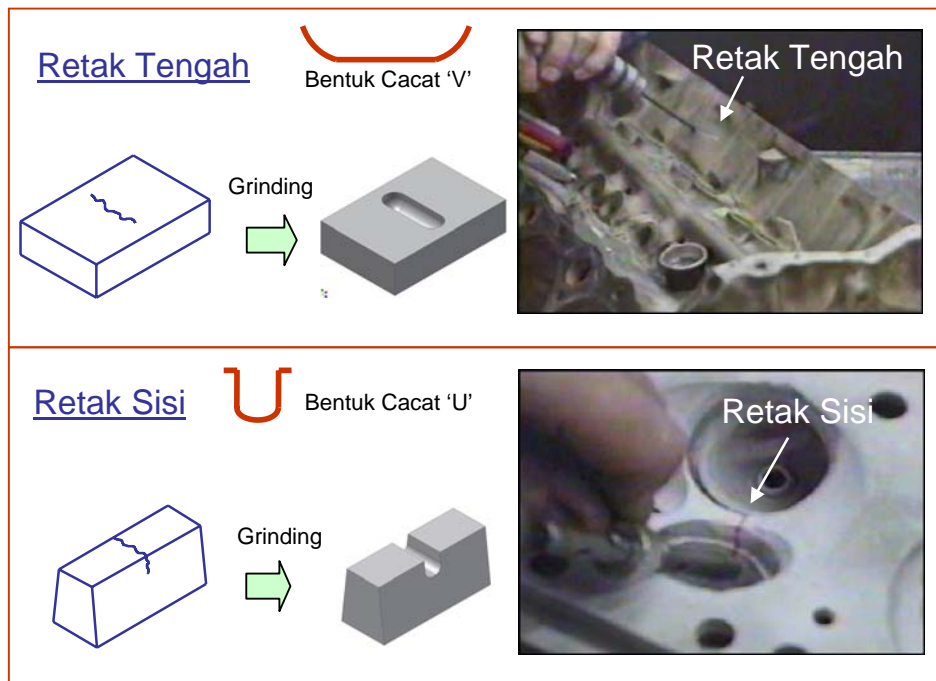 Retak Tengah
Bentuk Cacat ‘V’
Retak Tengah
Grinding
Retak Sisi
Bentuk Cacat ‘U’
Retak Sisi
Grinding